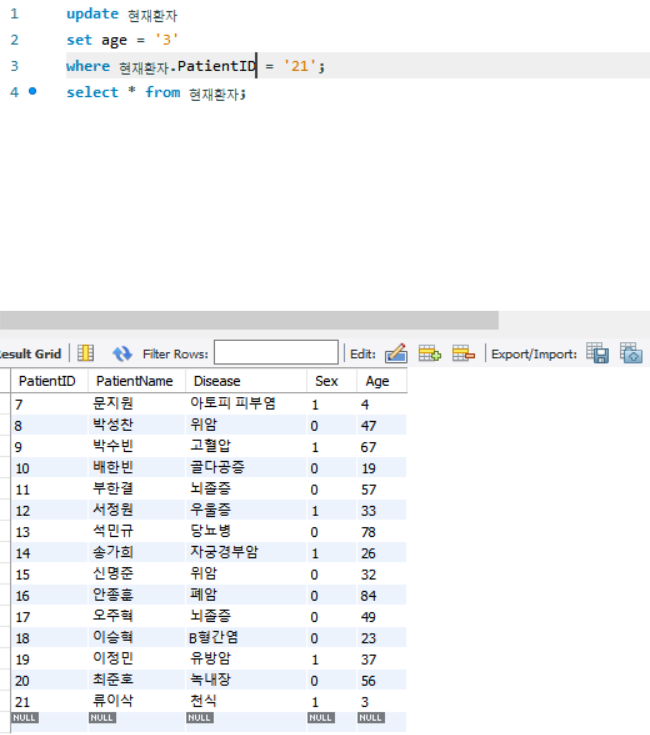 1 update 현재환자
2 set age = '3'
3 where 현재환자.PatientID = '21';
4 select * from 현재환자;
Result Grid Filter Rows: Edit: Export/Import:
PatientID PatientName Disease Sex Age
7 문지원 아토피 피부염 1 4
8 박성찬 위암 0 47
9 박수빈 고혈압 1 67
10 배한빈 골다공증 0 19
11 부한결 뇌졸증 0 57
12 서정원 우울증 1 33
13 석민규 당뇨병 0 78
14 송가희 자궁경부암 1 26
15 신명준 위암 0 32
16 안종훈 폐암 0 84
17 오주혁 뇌졸증 0 49
18 이승혁 B형간염 0 23
19 이정민 유방암 1 37
20 최준호 녹내장 0 56
21 류이삭 천식 1 3
NULL NULL NULL NULL NULL